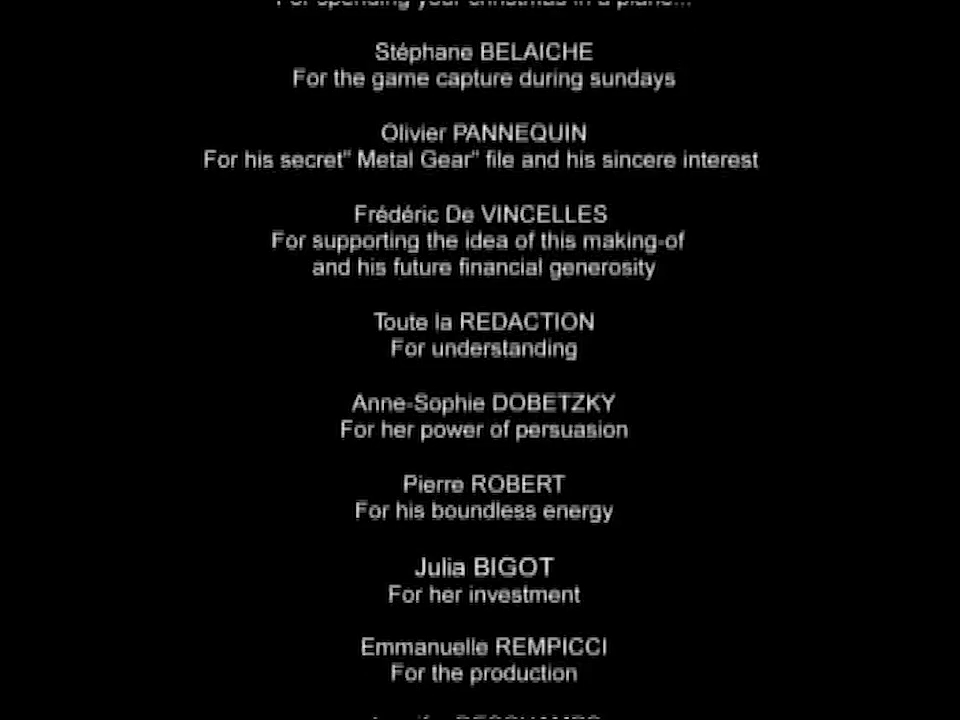 For spending your christmas in a plane...
Stéphane BELAICHE
For the game capture during sundays
Olivier PANNEQUIN
For his secret" Metal Gear" file and his sincere interest
Frédéric De VINCELLES
For supporting the idea of this making-of
and his future financial generosity
Toute la REDACTION
For understanding
Anne-Sophie DOBETZKY
For her power of persuasion
Pierre ROBERT
For his boundless energy
Julia BIGOT
For her investment
Emmanuelle REMPICCI
For the production